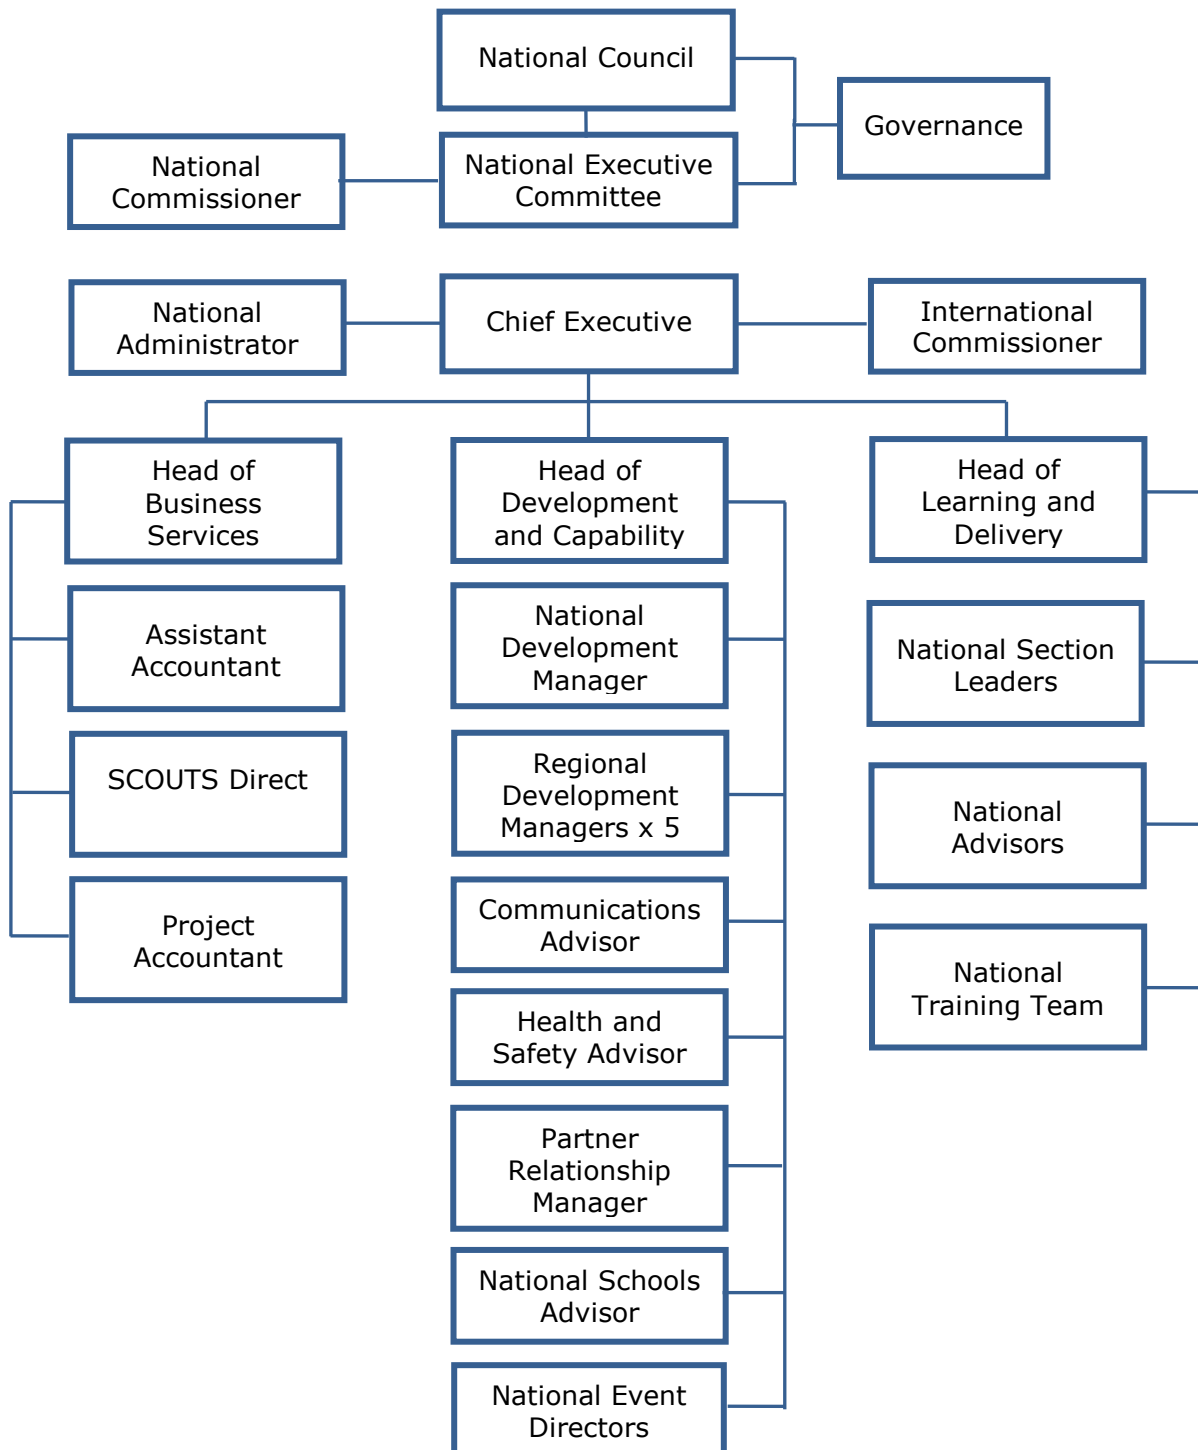 National Council
Governance
National
Commissioner
National Executive
Committee
National
Administrator
Chief Executive
International
Commissioner
Head of
Business
Services
Assistant
Accountant
SCOUTS Direct
Project
Accountant
Head of
Development
and Capability
National
Development
Manager
Regional
Development
Managers x 5
Communications
Advisor
Health and
Safety Advisor
Partner
Relationship
Manager
National Schools
Advisor
National Event
Directors
Head of
Learning and
Delivery
National Section
Leaders
National
Advisors
National
Training Team